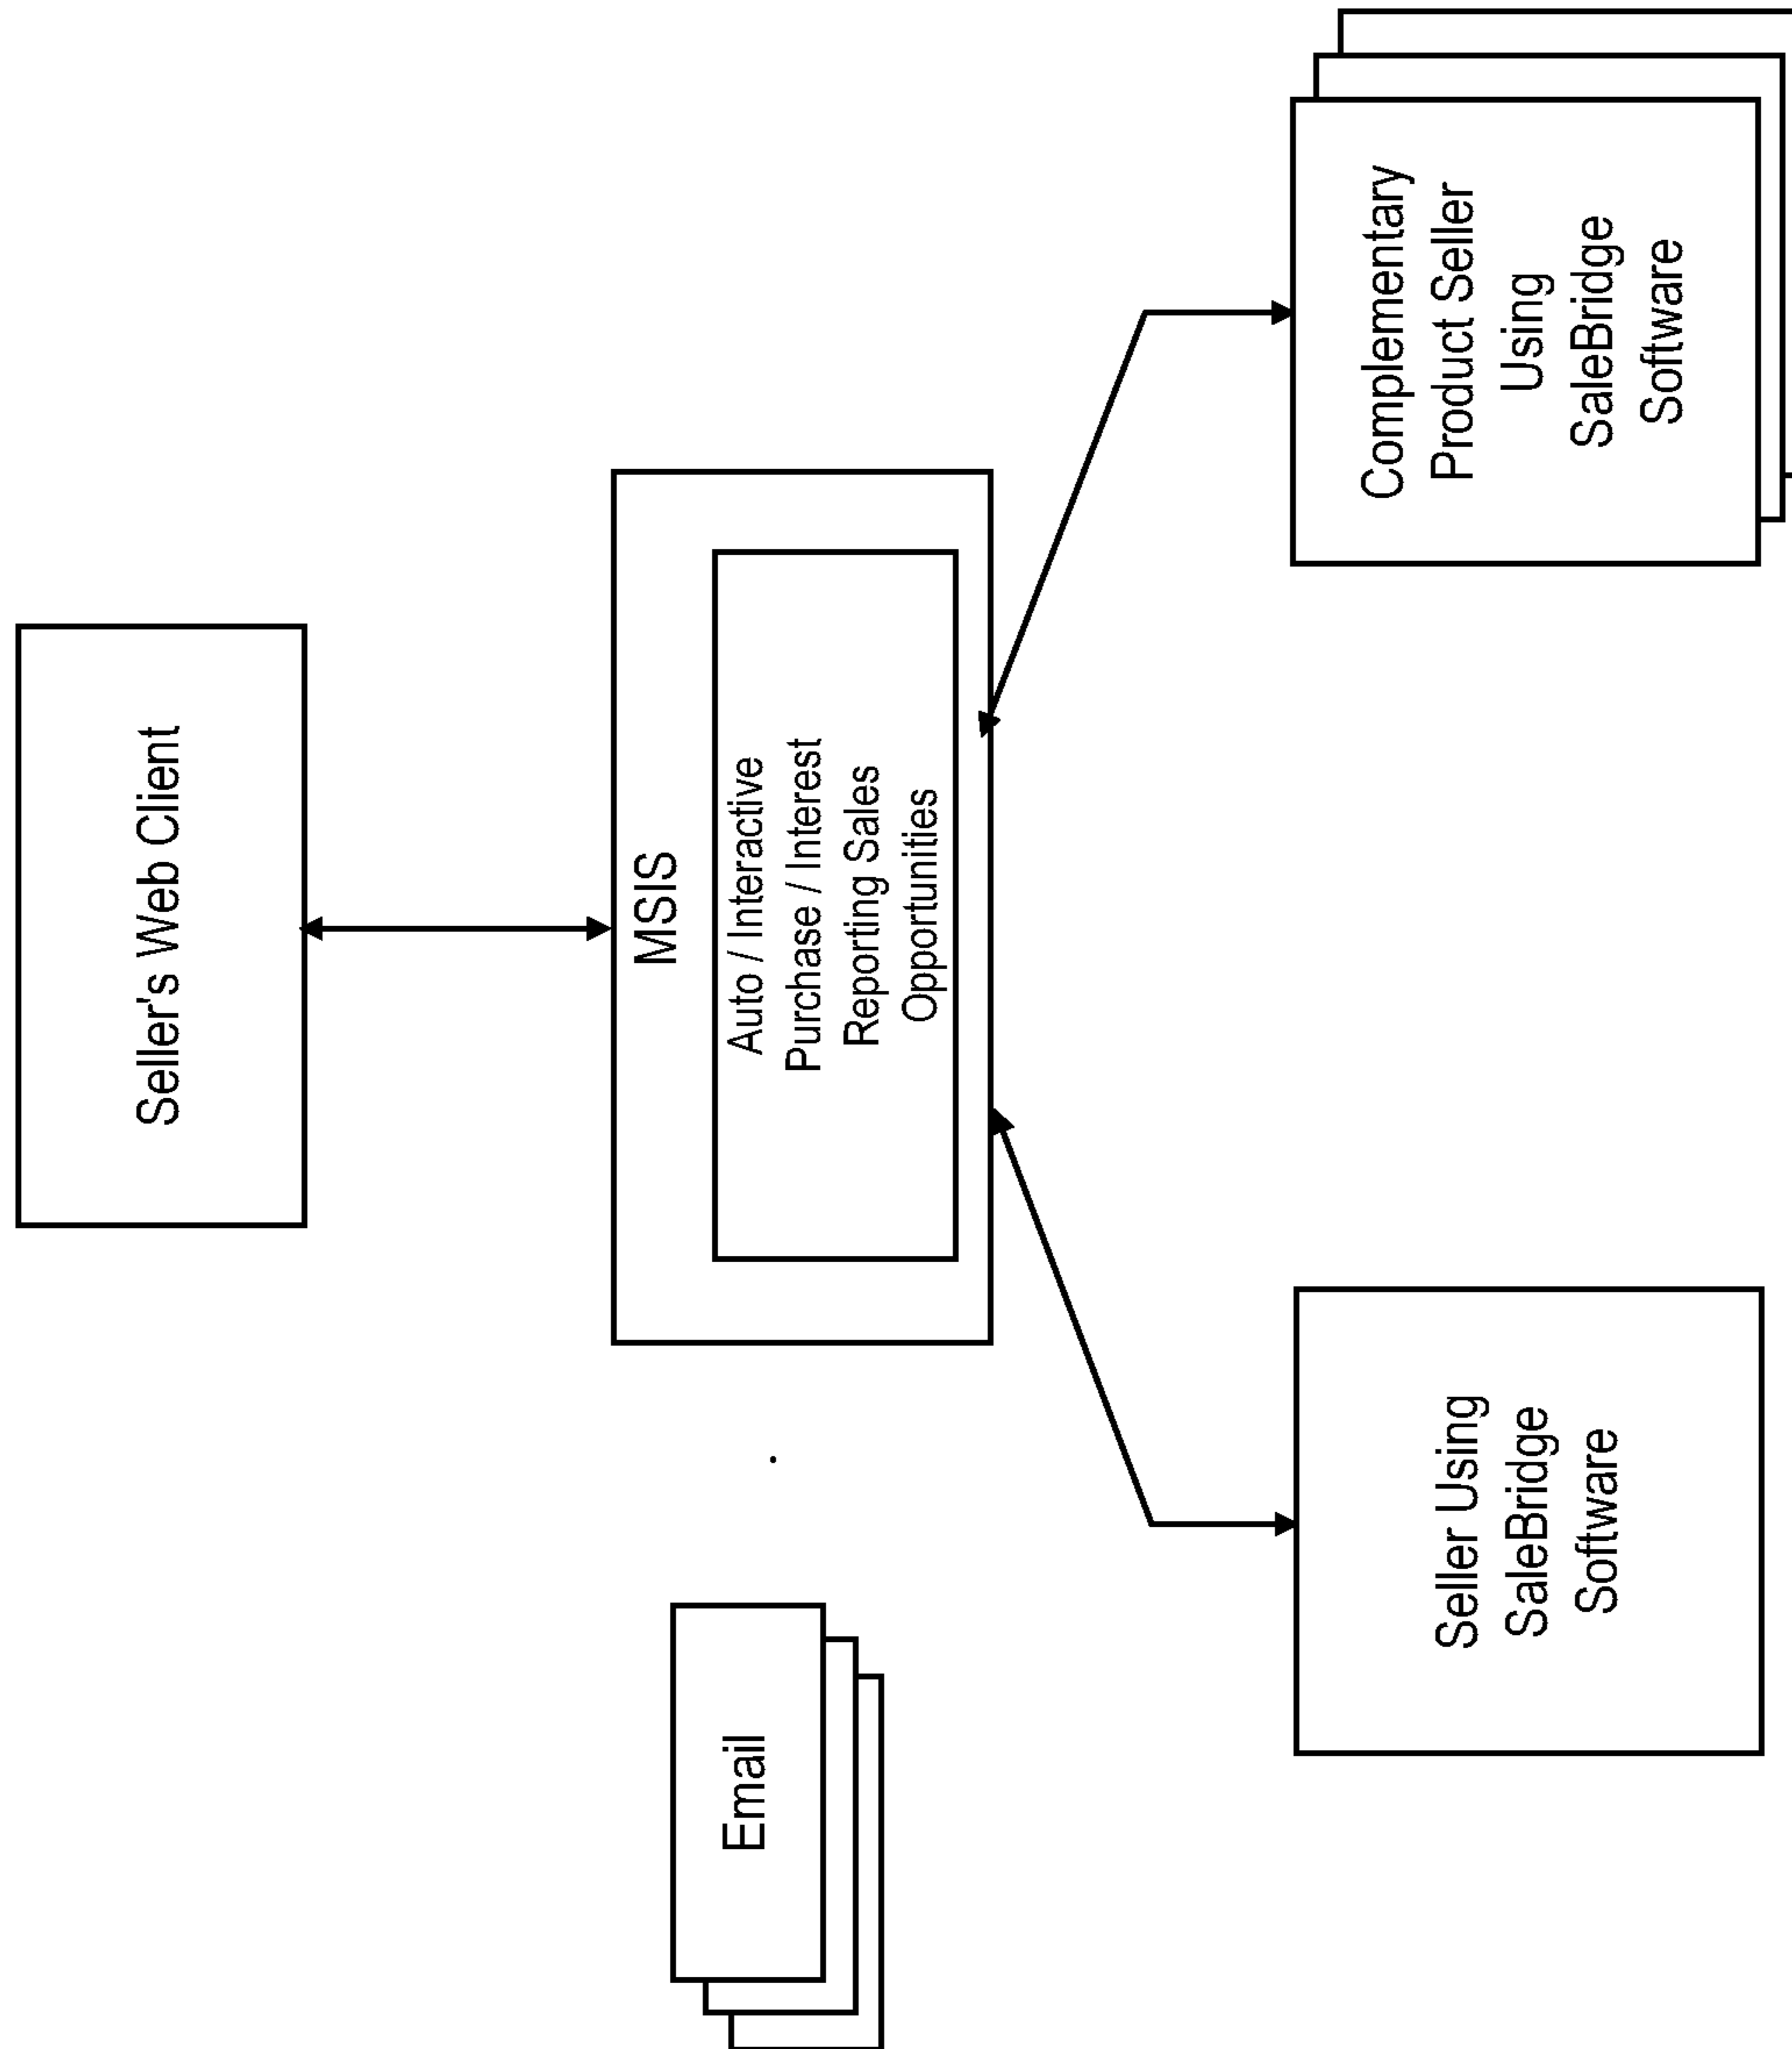 Seller's Web Client
MSIS
Auto / Interactive
Purchase / Interest
Reporting Sales
Opportunities
Email
Seller Using
SaleBridge
Software
Complementary
Product Seller
Using
SaleBridge
Software